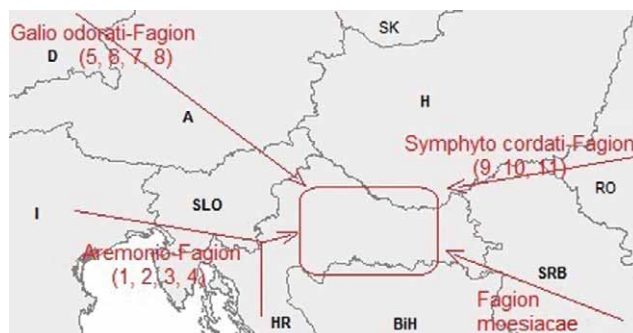 Galio odorati-Fagion
(5, 6, 7, 8)
D
SK
A
H
Symphyto cordati-Fagion
(9, 10, 11)
RO
I
SLO
Aremonio-Fagion
(1, 2, 3, 4)
SRB
Fagion
moesiacae
HR
BiH